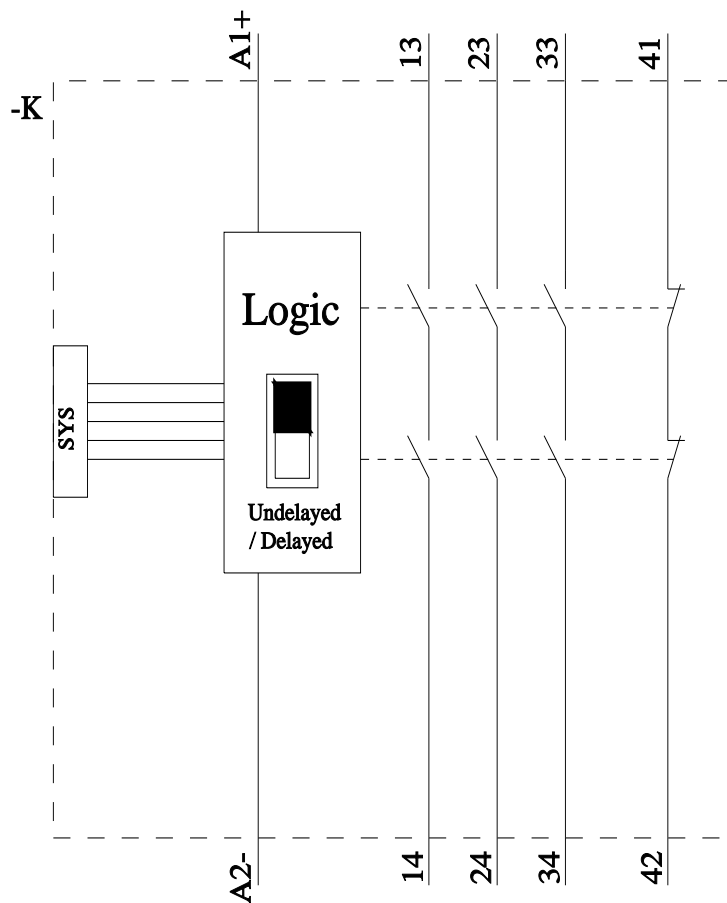 A1+
13
23
33
41
-K
Logic
SYS
Undelayed
/ Delayed
A2-
14
24
34
42